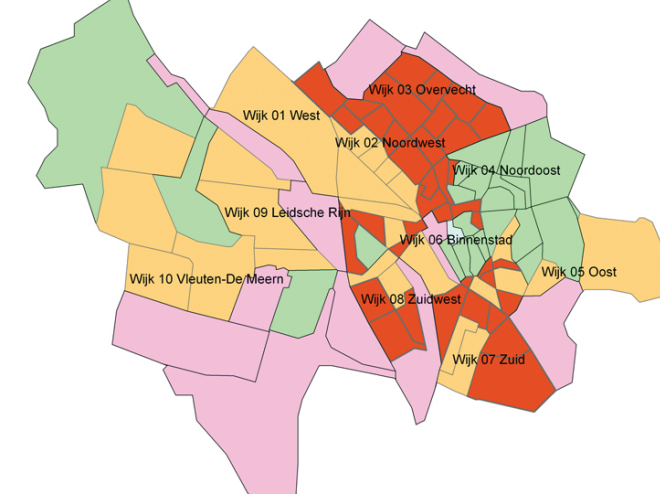 Wijk 03 Overvecht
Wijk 01 West
Wijk 02 Noordwest
Wijk 04 Noordoost
Wijk 09 Leidsche Rijn
Wijk 06 Binnenstad
Wijk 05 Oost
Wijk 10 Vleuten-De Meern
Wijk 08 Zuidwest
Wijk 07 Zuid